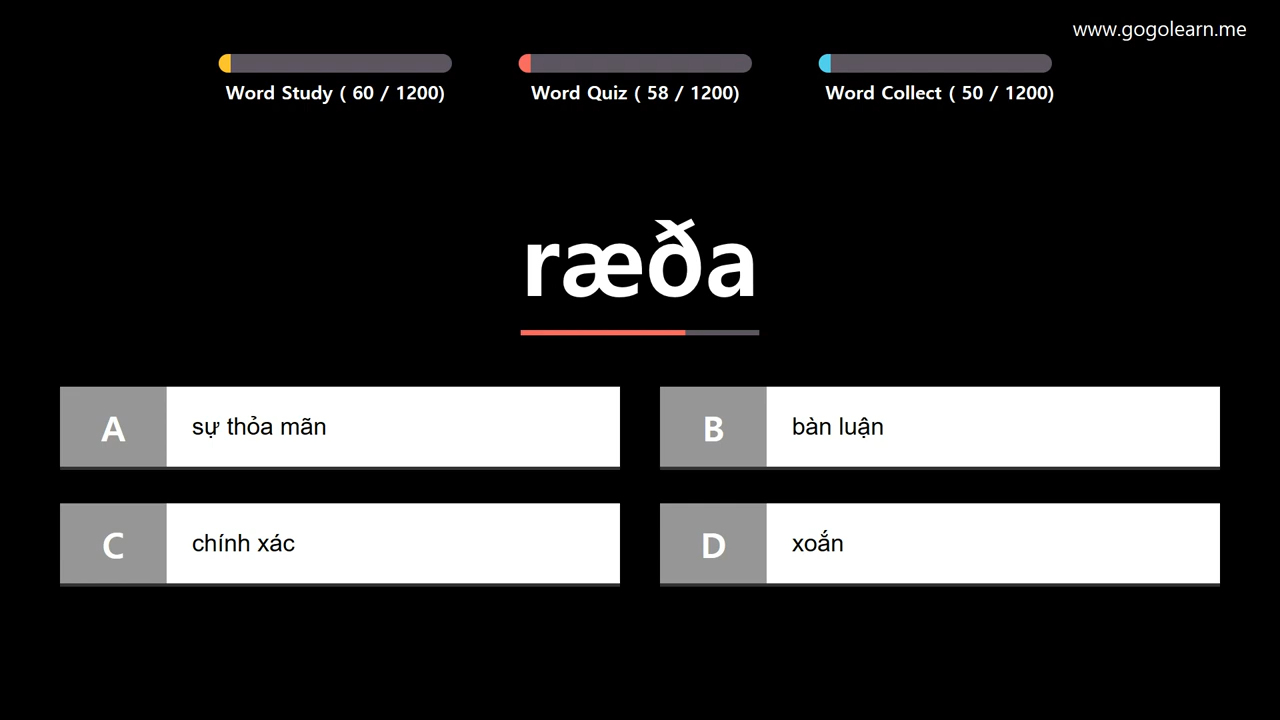 www.gogolearn.me
Word Study ( 60 / 1200)
Word Quiz ( 58 / 1200)
Word Collect ( 50 / 1200)
ræða
A
sự thỏa mãn
B
bàn luận
C
chính xác
D
xoắn